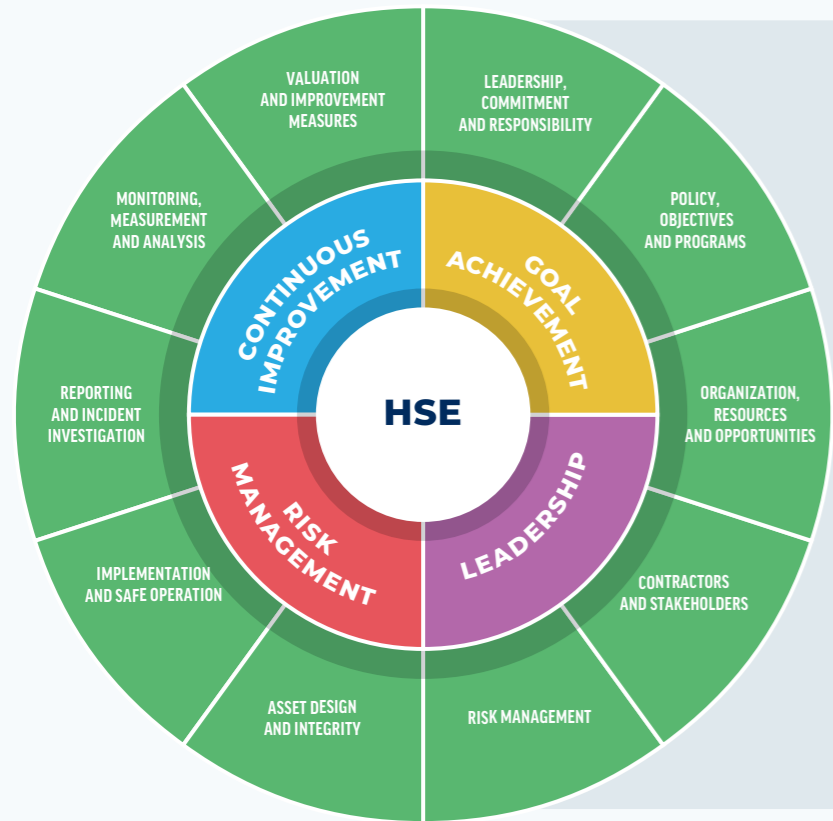 VALUATION
AND IMPROVEMENT
MEASURES
LEADERSHIP,
COMMITMENT
AND RESPONSIBILITY
POLICY,
OBJECTIVES
AND PROGRAMS
ORGANIZATION,
RESOURCES
AND OPPORTUNITIES
CONTRACTORS
AND STAKEHOLDERS
RISK MANAGEMENT
ASSET DESIGN
AND INTEGRITY
IMPLEMENTATION
AND SAFE OPERATION
REPORTING
AND INCIDENT
INVESTIGATION
MONITORING,
MEASUREMENT
AND ANALYSIS
CONTINUOUS
IMPROVEMENT
GOAL
ACHIEVEMENT
LEADERSHIP
RISK
MANAGEMENT
HSE